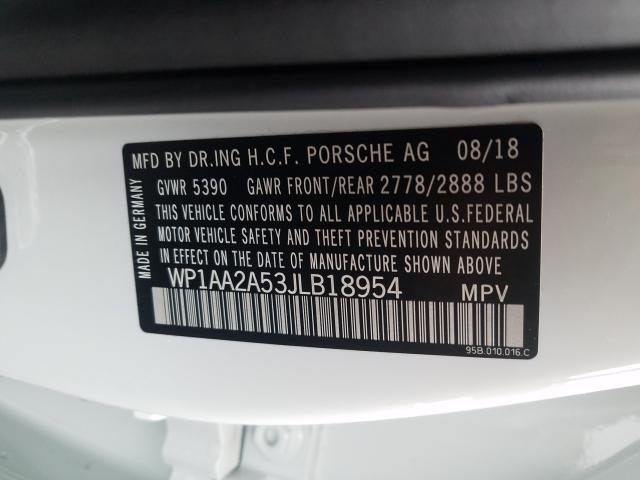 MFD BY DR.ING H.C.F. PORSCHE AG 08/18
GVWR 5390 GAWR FRONT/REAR 2778/2888 LBS
THIS VEHICLE CONFORMS TO ALL APPLICABLE U.S.FEDERAL
MOTOR VEHICLE SAFETY AND THEFT PREVENTION STANDARDS
IN EFFECT ON THE DATE OF MANUFACTURE SHOWN ABOVE
WP1AA2A53JLB18954 MPV
95B.010.016.C
MADE IN GERMANY